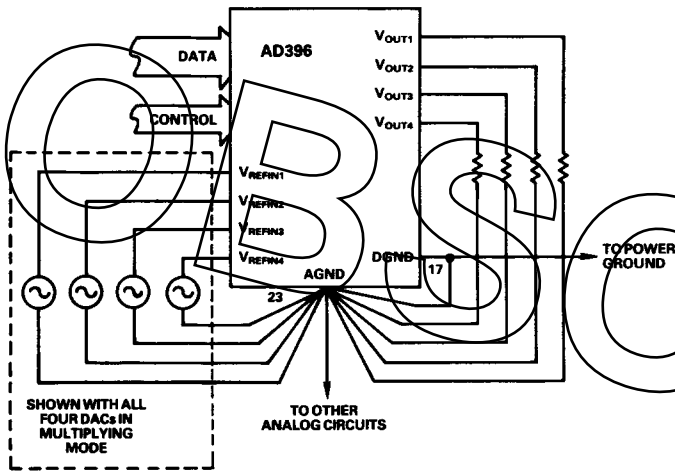 DATA
AD396
CONTROL
VOUT1
VOUT2
VOUT3
VOUT4
VREFIN1
VREFIN2
VREFIN3
VREFIN4
AGND
DGND
23
17
TO POWER
GROUND
TO OTHER
ANALOG CIRCUITS
SHOWN WITH ALL
FOUR DACs IN
MULTIPLYING
MODE
OBSO